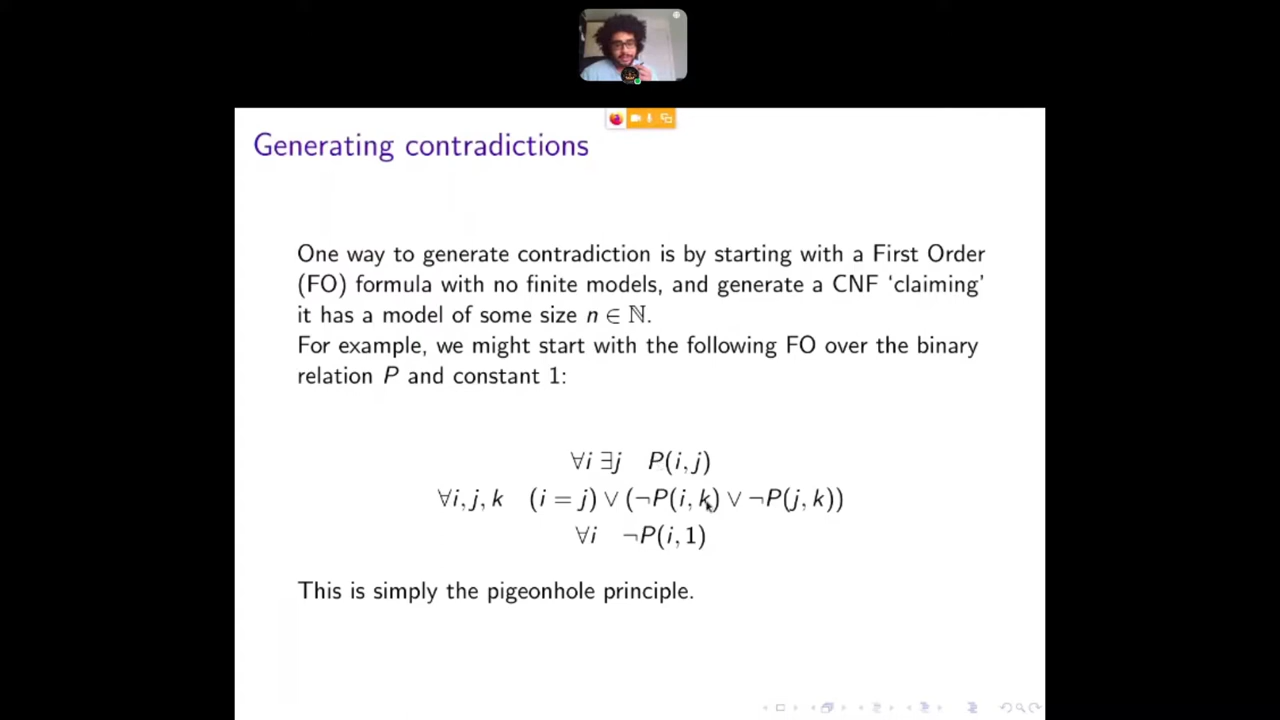 Generating contradictions
One way to generate contradiction is by starting with a First Order
(FO) formula with no finite models, and generate a CNF ‘claiming’
it has a model of some size n ∈ ℕ.
For example, we might start with the following FO over the binary
relation P and constant 1:
∀i ∃j P(i, j)
∀i, j, k (i = j) ∨ (¬P(i, k) ∨ ¬P(j, k))
∀i ¬P(i, 1)
This is simply the pigeonhole principle.